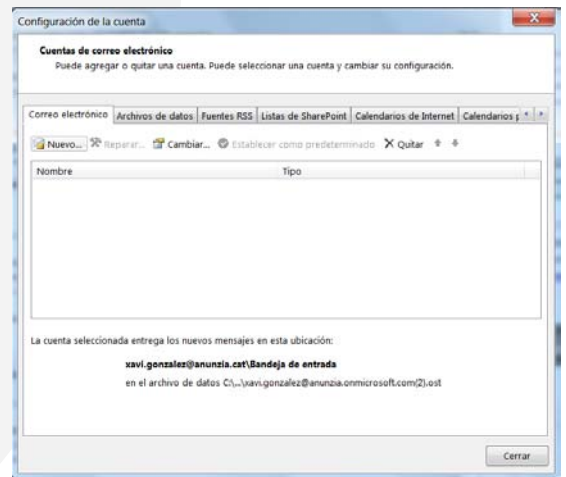 Configuración de la cuenta
Cuentas de correo electrónico
Puede agregar o quitar una cuenta. Puede seleccionar una cuenta y cambiar su configuración.
Correo electrónico Archivos de datos Fuentes RSS Listas de SharePoint Calendarios de Internet Calendarios p
Nuevo... Reparar... Cambiar... Establecer como predeterminado Quitar
Nombre Tipo
La cuenta seleccionada entrega los nuevos mensajes en esta ubicación:
xavi.gonzalez@anunzia.cat\Bandeja de entrada
en el archivo de datos C:\...\xavi.gonzalez@anunzia.onmicrosoft.com(2).ost
Cerrar